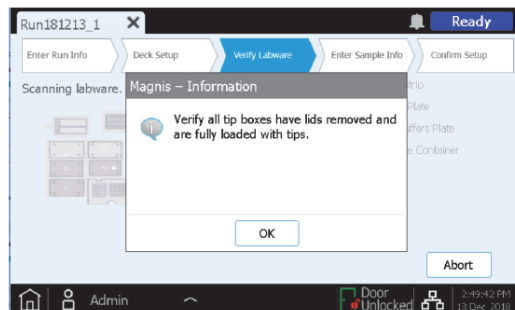 Run181213_1
Ready
Enter Run Info
Deck Setup
Verify Labware
Enter Sample Info
Confirm Setup
Scanning labware.
Magnis – Information
Verify all tip boxes have lids removed and
are fully loaded with tips.
Plate
Plate
Container
OK
Abort
Admin
Door
Unlocked
2:49:42 PM
13 Dec 2018